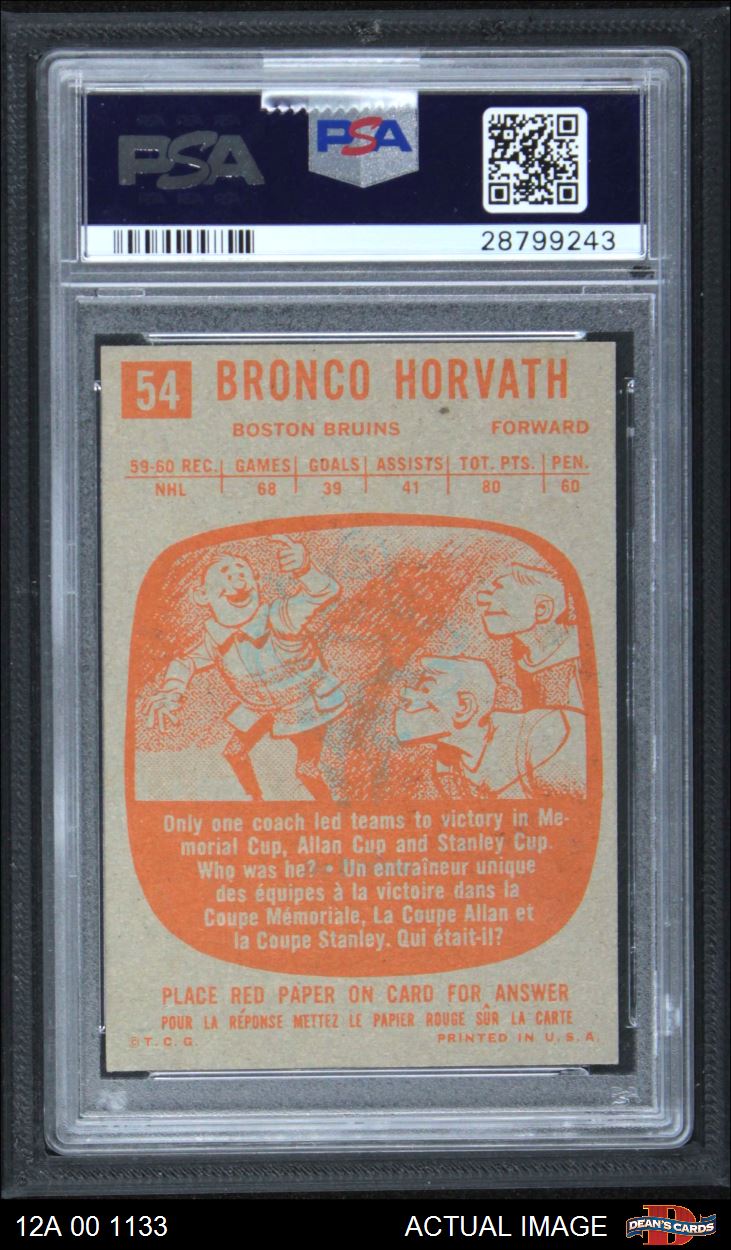 PSA
PSA
28799243
54 BRONCO HORVATH
BOSTON BRUINS FORWARD
59-60 REC. GAMES GOALS ASSISTS TOT. PTS. PEN.
NHL 68 39 41 80 60
Only one coach led teams to victory in Me-
morial Cup, Allan Cup and Stanley Cup.
Who was he? • Un entraîneur unique
des équipes à la victoire dans la
Coupe Mémoriale, La Coupe Allan et
la Coupe Stanley. Qui était-il?
PLACE RED PAPER ON CARD FOR ANSWER
POUR LA RÉPONSE METTEZ LE PAPIER ROUGE SÛR LA CARTE
© T. C. G. PRINTED IN U. S. A.
12A 00 1133 ACTUAL IMAGE DEAN'S CARDS